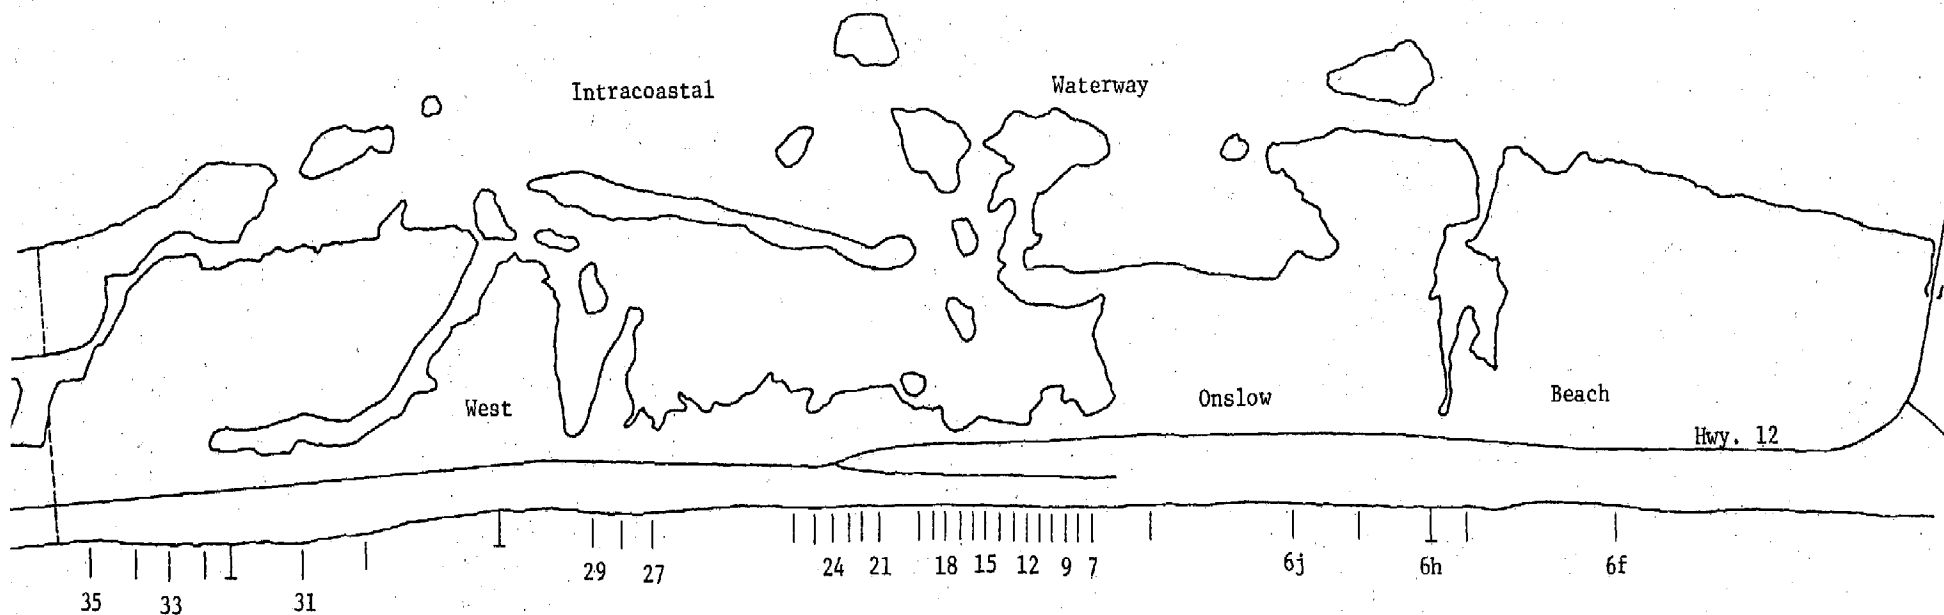 Intracoastal Waterway
West Onslow Beach
Hwy. 12
29 27 24 21 18 15 12 9 7 6j 6h 6f
35 33 31